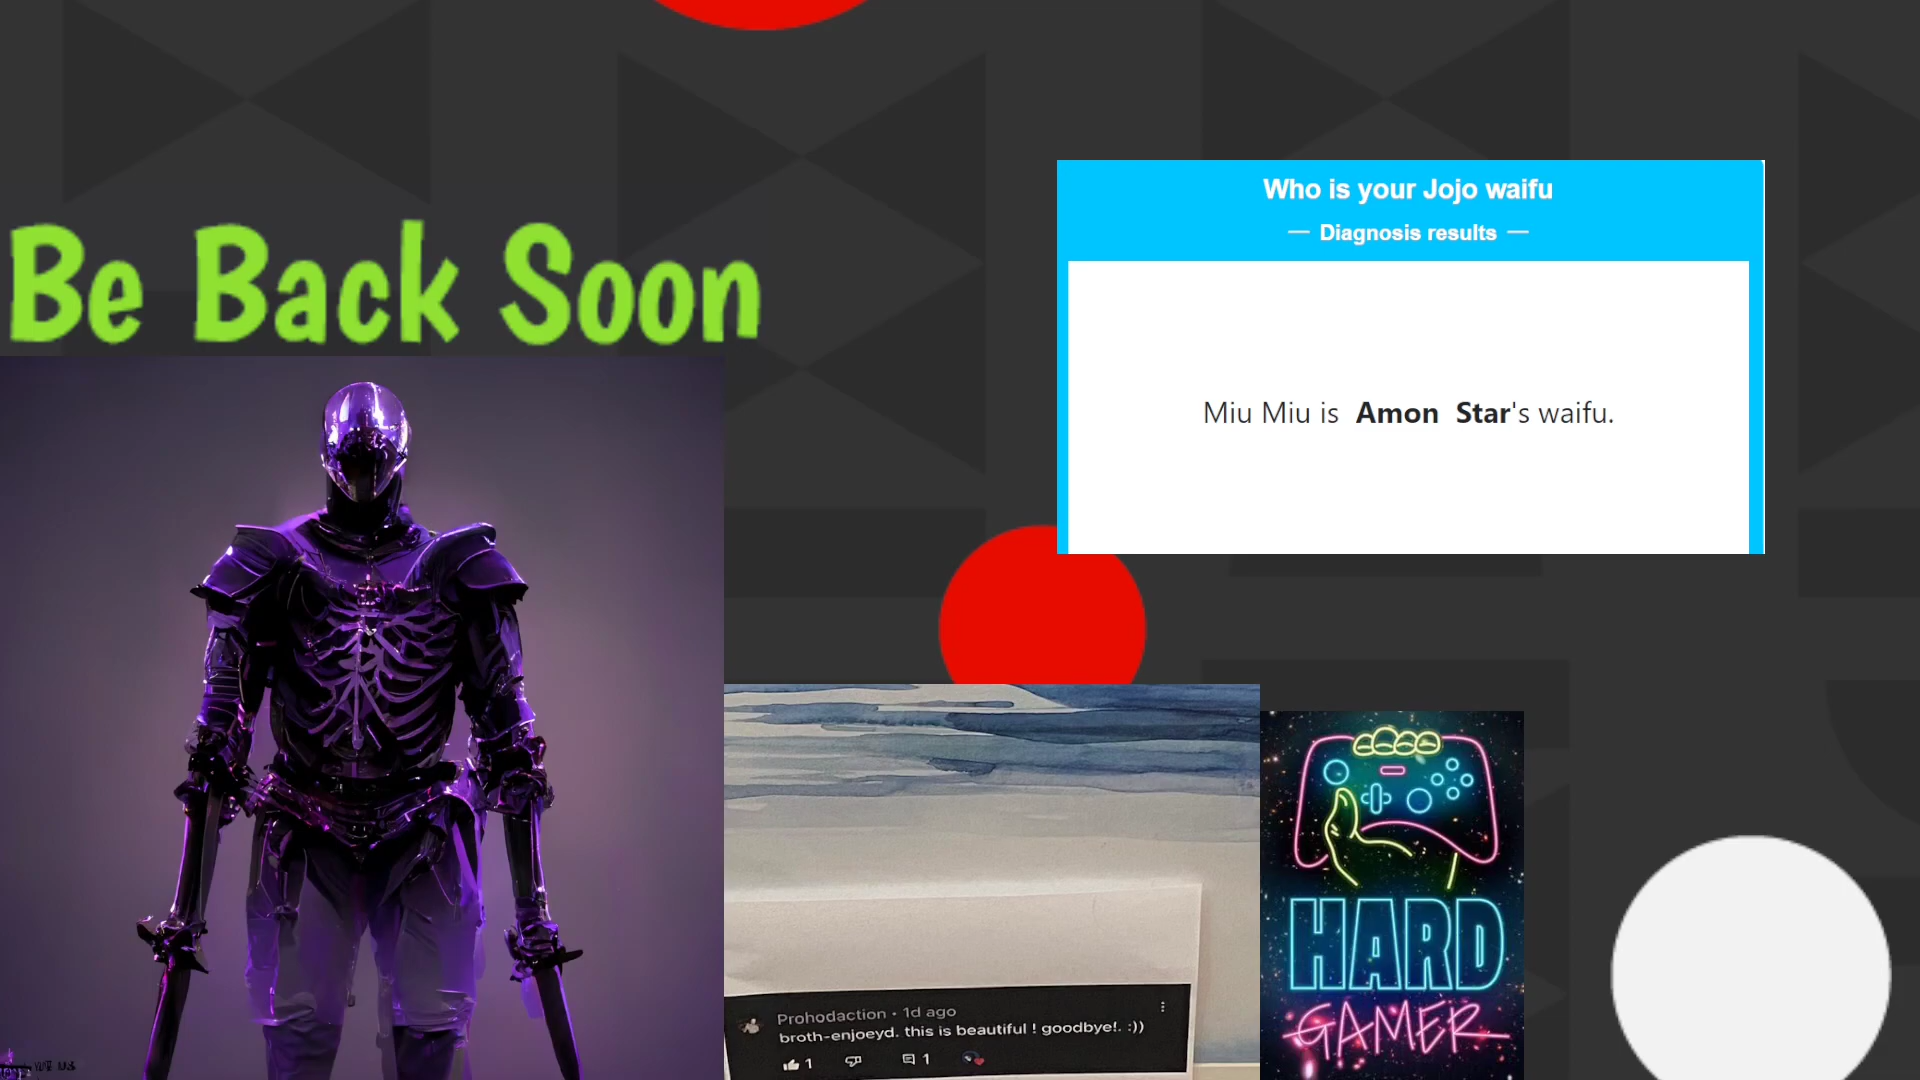 Be Back Soon
Who is your Jojo waifu
— Diagnosis results —
Miu Miu is Amon Star's waifu.
Prohodaction • 1d ago
broth-enjoeyd. this is beautiful ! goodbye!. :))
1 1
HARD
GAMER